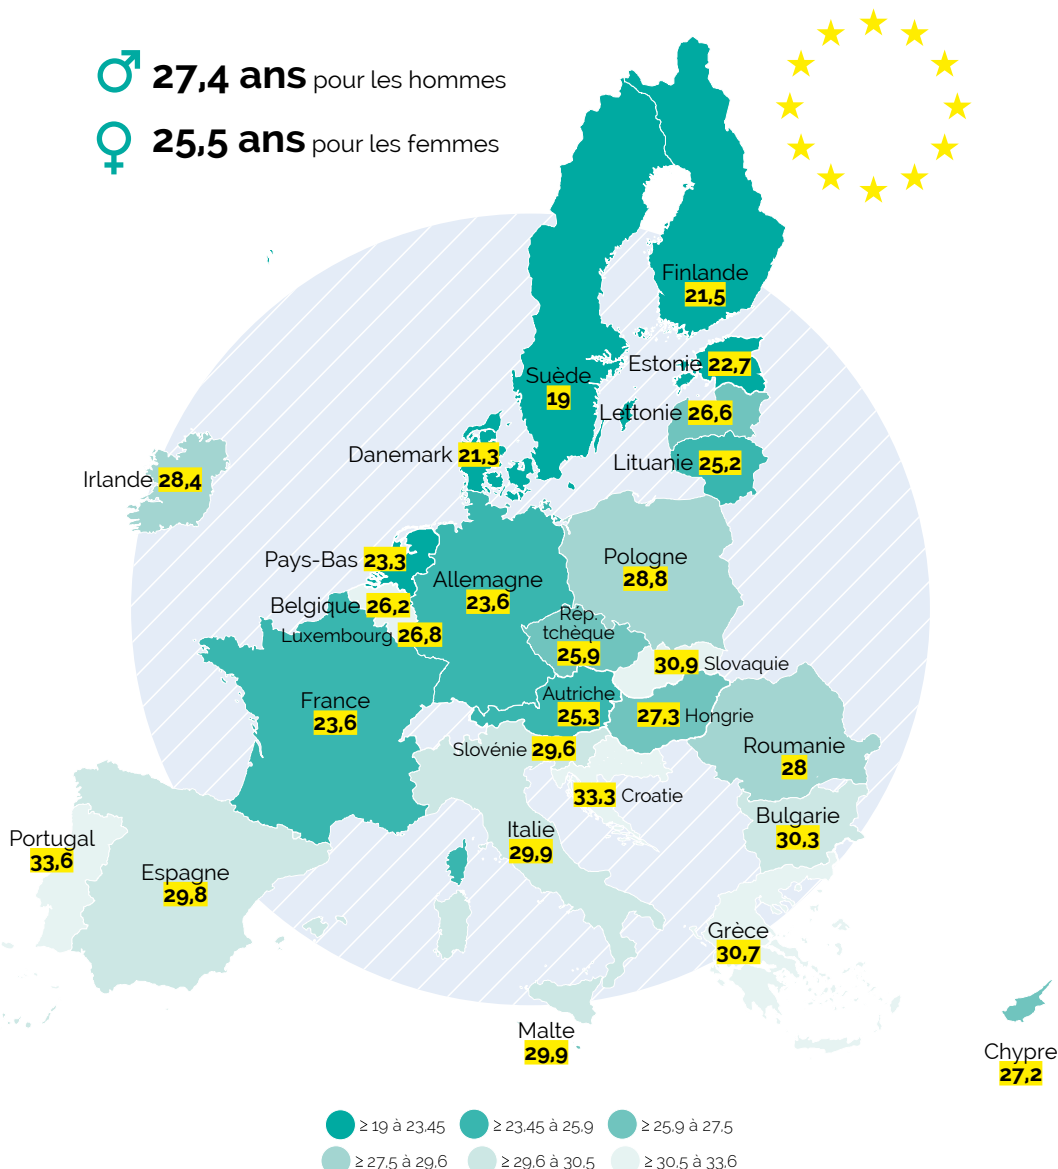 27,4 ans pour les hommes
25,5 ans pour les femmes
Finlande
21,5
Estonie 22,7
Suède
19
Lettonie 26,6
Danemark 21,3
Lituanie 25,2
Irlande 28,4
Pays-Bas 23,3
Pologne
28,8
Allemagne
23,6
Belgique 26,2
Rép.
tchèque
25,9
Luxembourg 26,8
30,9 Slovaquie
France
23,6
Autriche
25,3
27,3 Hongrie
Slovénie 29,6
Roumanie
28
33,3 Croatie
Bulgarie
30,3
Italie
29,9
Portugal
33,6
Espagne
29,8
Grèce
30,7
Malte
29,9
Chypre
27,2
≥ 19 à 23,45 ≥ 23,45 à 25,9 ≥ 25,9 à 27,5
≥ 27,5 à 29,6 ≥ 29,6 à 30,5 ≥ 30,5 à 33,6